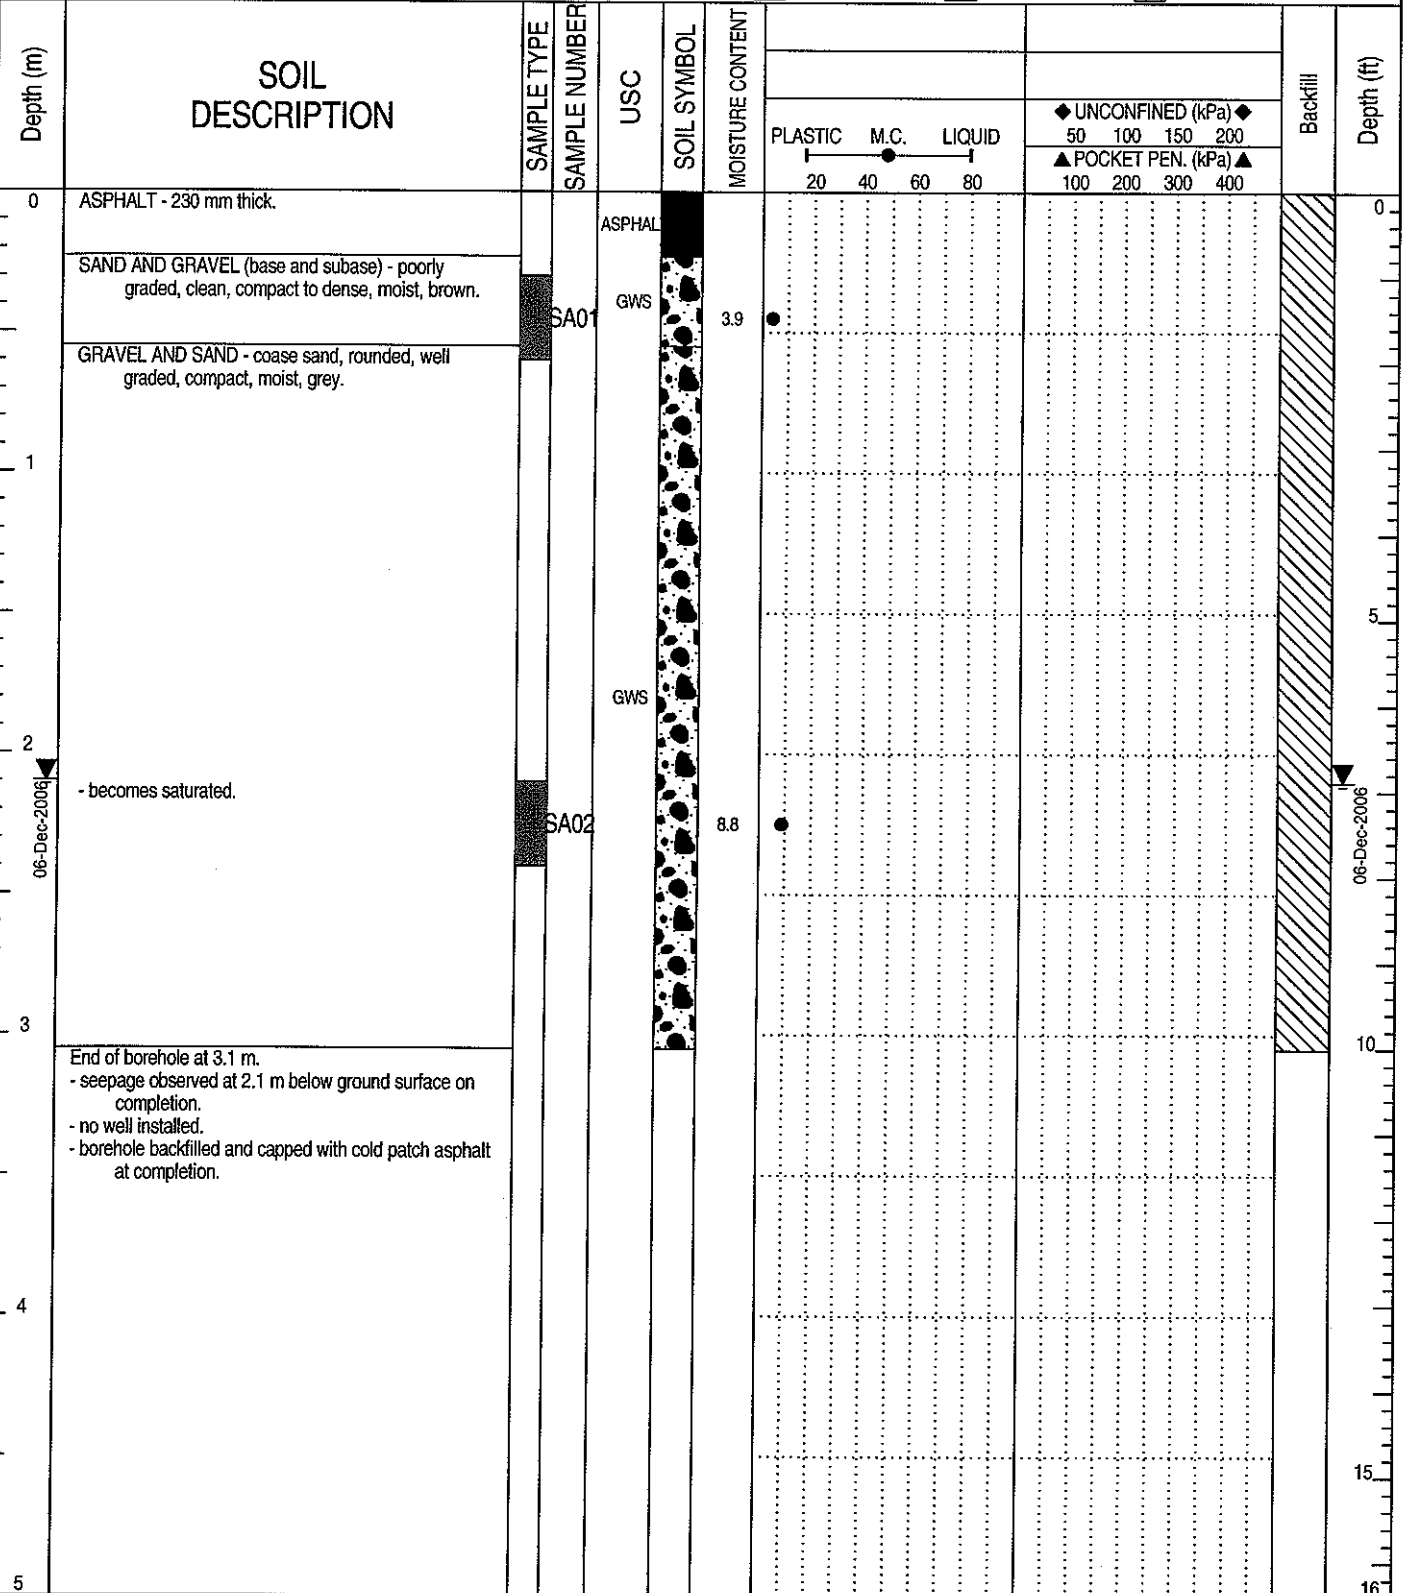 Depth (m)
SOIL
DESCRIPTION
SAMPLE TYPE
SAMPLE NUMBER
USC
SOIL SYMBOL
MOISTURE CONTENT
PLASTIC M.C. LIQUID
20 40 60 80
◆ UNCONFINED (kPa) ◆
50 100 150 200
▲ POCKET PEN. (kPa) ▲
100 200 300 400
Backfill
Depth (ft)
0
ASPHALT - 230 mm thick.
ASPHAL
0
SAND AND GRAVEL (base and subase) - poorly
graded, clean, compact to dense, moist, brown.
GWS
SA01
3.9
GRAVEL AND SAND - coase sand, rounded, well
graded, compact, moist, grey.
1
5
GWS
2
06-Dec-2006
- becomes saturated.
SA02
8.8
06-Dec-2006
3
10
End of borehole at 3.1 m.
- seepage observed at 2.1 m below ground surface on
completion.
- no well installed.
- borehole backfilled and capped with cold patch asphalt
at completion.
4
15
5
16